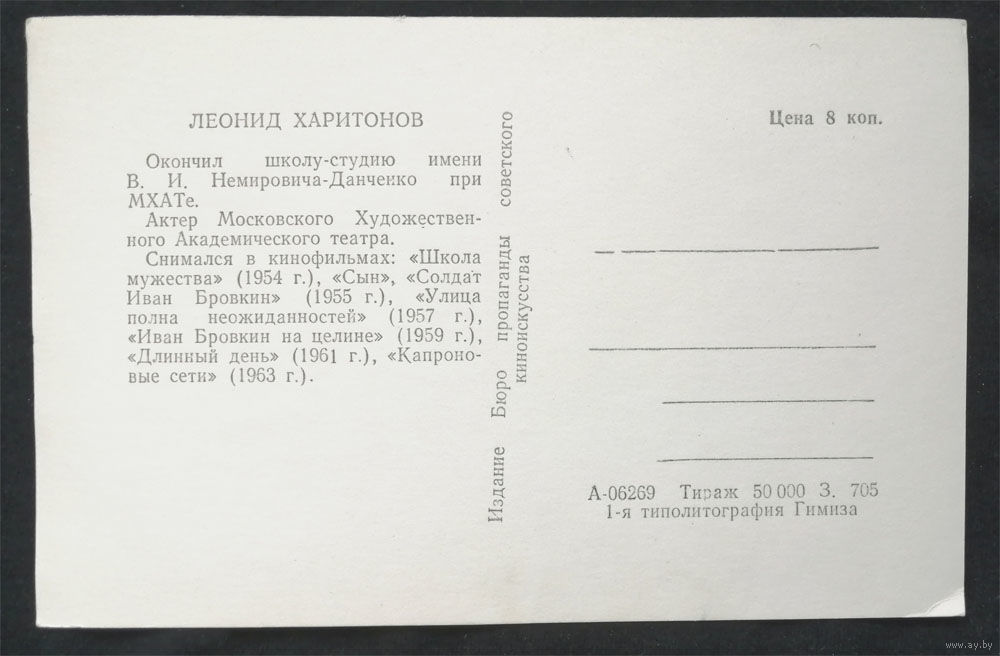 ЛЕОНИД ХАРИТОНОВ
Окончил школу-студию имени
В. И. Немировича-Данченко при
МХАТе.
Актер Московского Художествен-
ного Академического театра.
Снимался в кинофильмах: «Школа
мужества» (1954 г.), «Сын», «Солдат
Иван Бровкин» (1955 г.), «Улица
полна неожиданностей» (1957 г.),
«Иван Бровкин на целине» (1959 г.),
«Длинный день» (1961 г.), «Капроно-
вые сети» (1963 г.).
Издание Бюро пропаганды советского
киноискусства
Цена 8 коп.
А-06269 Тираж 50 000 З. 705
1-я типолитография Гимиза
www.ay.by